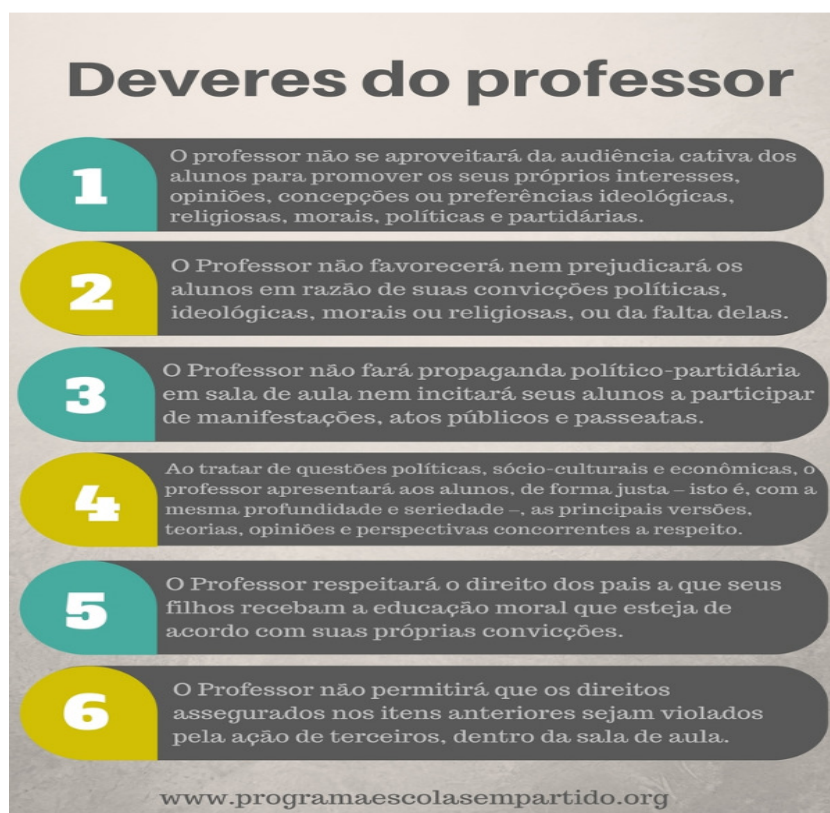 Deveres do professor
1
O professor não se aproveitará da audiência cativa dos
alunos para promover os seus próprios interesses,
opiniões, concepções ou preferências ideológicas,
religiosas, morais, políticas e partidárias.
2
O Professor não favorecerá nem prejudicará os
alunos em razão de suas convicções políticas,
ideológicas, morais ou religiosas, ou da falta delas.
3
O Professor não fará propaganda político-partidária
em sala de aula nem incitará seus alunos a participar
de manifestações, atos públicos e passeatas.
4
Ao tratar de questões políticas, sócio-culturais e econômicas, o
professor apresentará aos alunos, de forma justa – isto é, com a
mesma profundidade e seriedade –, as principais versões,
teorias, opiniões e perspectivas concorrentes a respeito.
5
O Professor respeitará o direito dos pais a que seus
filhos recebam a educação moral que esteja de
acordo com suas próprias convicções.
6
O Professor não permitirá que os direitos
assegurados nos itens anteriores sejam violados
pela ação de terceiros, dentro da sala de aula.
www.programaescolasempartido.org